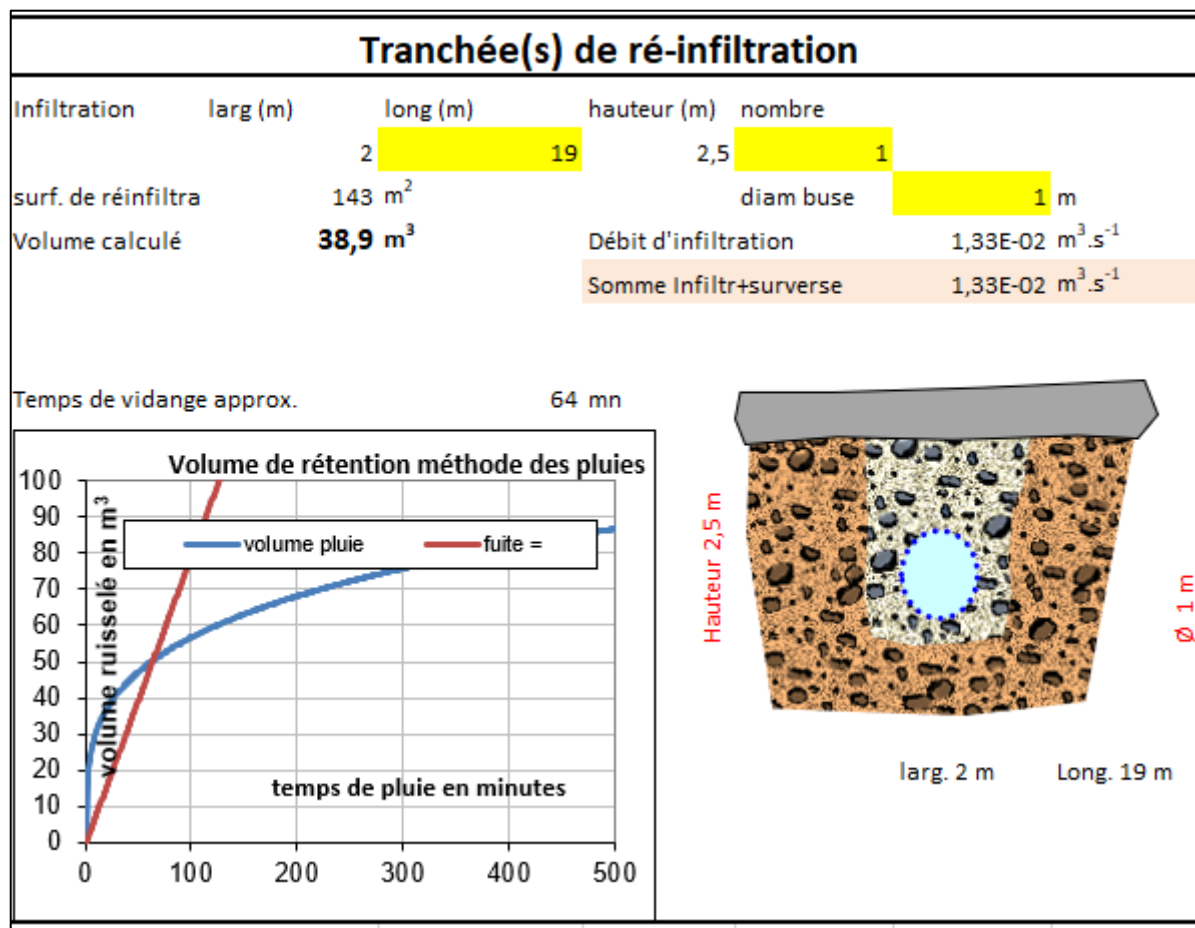 Tranchée(s) de ré-infiltration
Infiltration larg (m) long (m) hauteur (m) nombre
2 19 2,5 1
surf. de réinfiltra 143 m² diam buse 1 m
Volume calculé 38,9 m³ Débit d'infiltration 1,33E-02 m³.s⁻¹
Somme Infiltr+surverse 1,33E-02 m³.s⁻¹
Temps de vidange approx. 64 mn
Volume de rétention méthode des pluies
volume ruisselé en m³
100
90
80
70
60
50
40
30
20
10
0
volume pluie fuite =
temps de pluie en minutes
0 100 200 300 400 500
Hauteur 2,5 m
Ø 1 m
larg. 2 m Long. 19 m